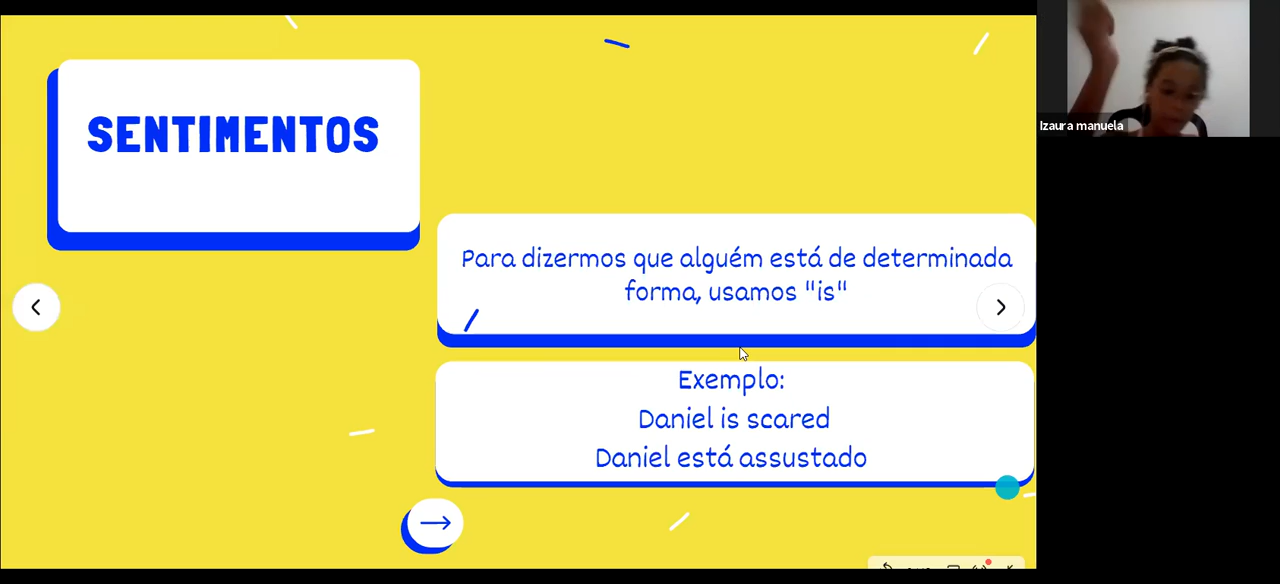 SENTIMENTOS
Para dizermos que alguém está de determinada
forma, usamos "is"
Exemplo:
Daniel is scared
Daniel está assustado
Izaura manuela